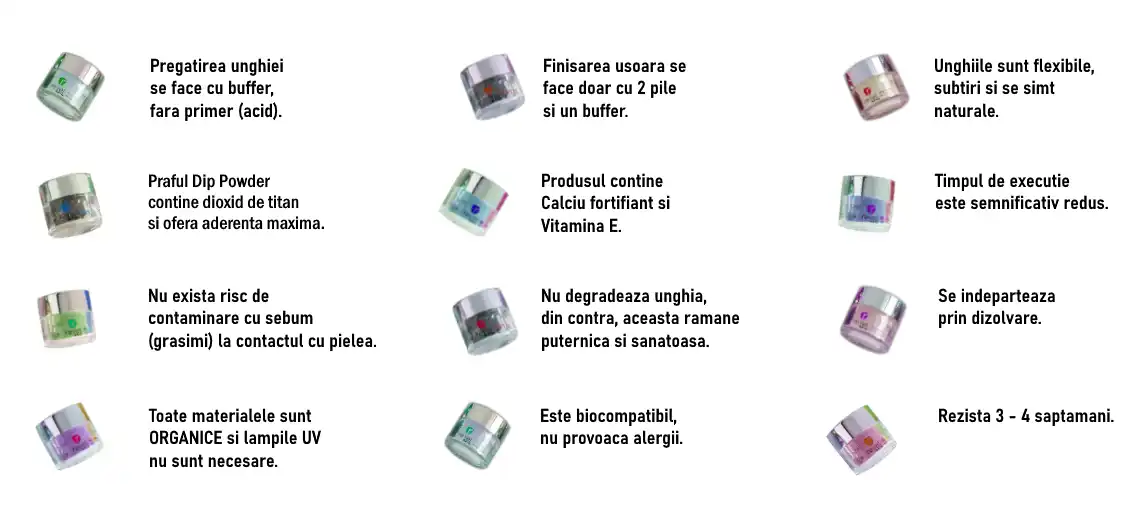 Pregatirea unghiei
se face cu buffer,
fara primer (acid).
Finisarea usoara se
face doar cu 2 pile
si un buffer.
Unghiile sunt flexibile,
subtiri si se simt
naturale.
Praful Dip Powder
contine dioxid de titan
si ofera aderenta maxima.
Produsul contine
Calciu fortifiant si
Vitamina E.
Timpul de executie
este semnificativ redus.
Nu exista risc de
contaminare cu sebum
(grasimi) la contactul cu pielea.
Nu degradeaza unghia,
din contra, aceasta ramane
puternica si sanatoasa.
Se indeparteaza
prin dizolvare.
Toate materialele sunt
ORGANICE si lampile UV
nu sunt necesare.
Este biocompatibil,
nu provoaca alergii.
Rezista 3 - 4 saptamani.